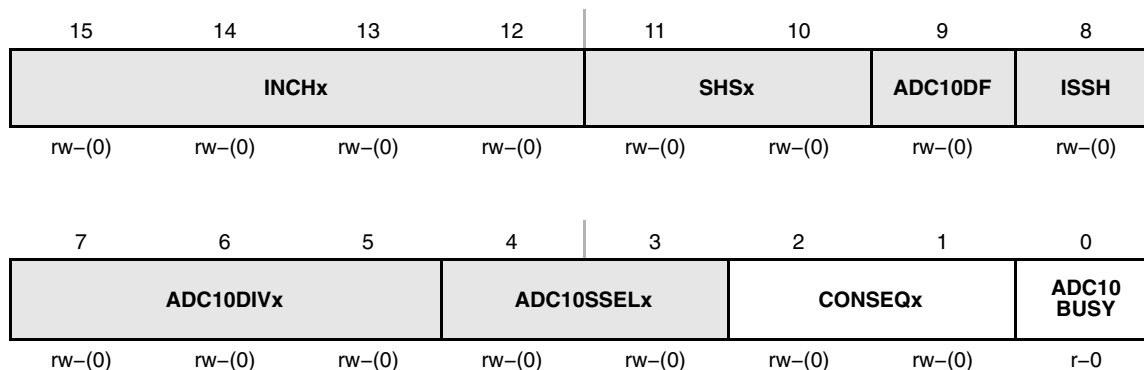 15 14 13 12 11 10 9 8
INCHx SHSx ADC10DF ISSH
rw−(0) rw−(0) rw−(0) rw−(0) rw−(0) rw−(0) rw−(0) rw−(0)
7 6 5 4 3 2 1 0
ADC10DIVx ADC10SSELx CONSEQx ADC10
BUSY
rw−(0) rw−(0) rw−(0) rw−(0) rw−(0) rw−(0) rw−(0) r−0